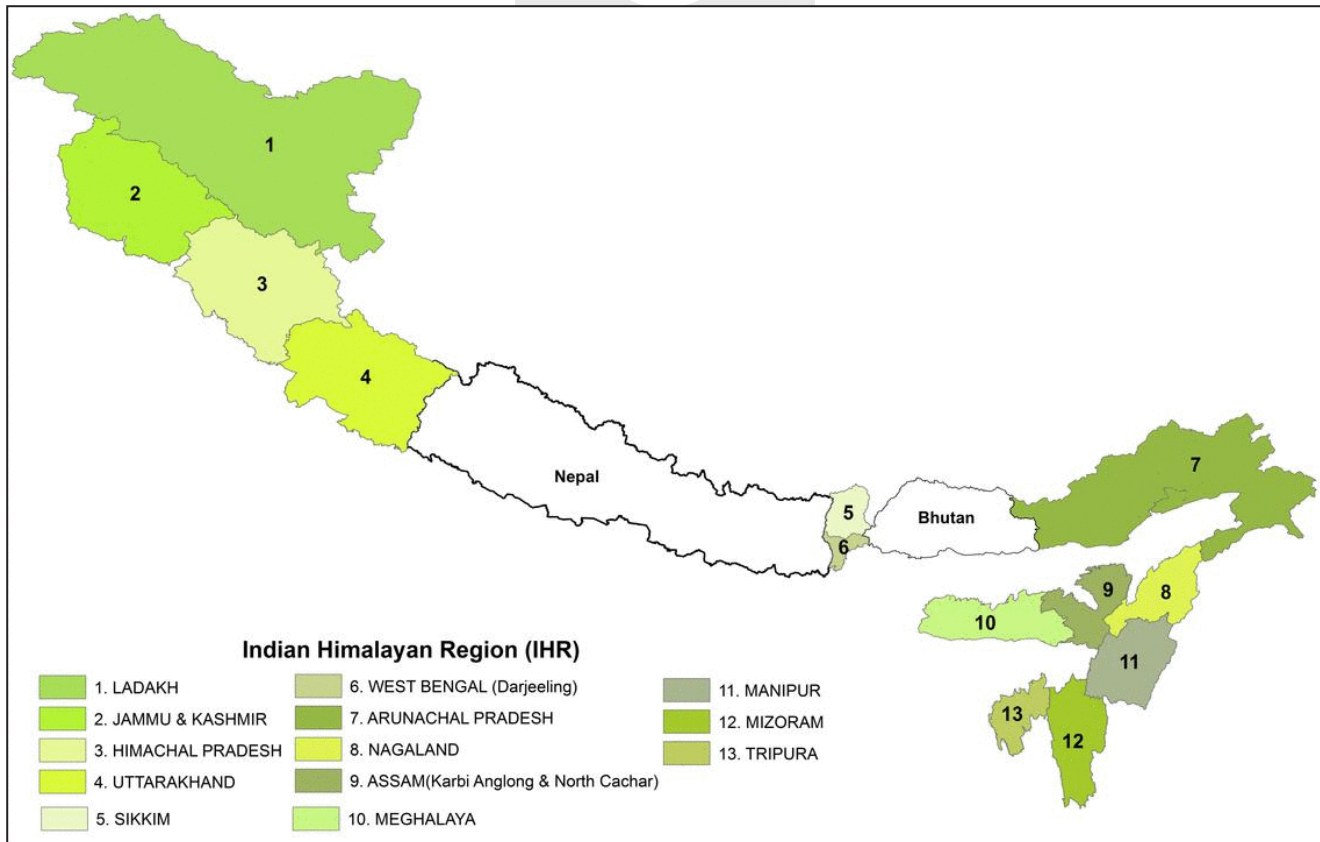 1
2
3
4
Nepal
5
6
Bhutan
7
8
9
10
11
12
13
Indian Himalayan Region (IHR)
1. LADAKH
2. JAMMU & KASHMIR
3. HIMACHAL PRADESH
4. UTTARAKHAND
5. SIKKIM
6. WEST BENGAL (Darjeeling)
7. ARUNACHAL PRADESH
8. NAGALAND
9. ASSAM(Karbi Anglong & North Cachar)
10. MEGHALAYA
11. MANIPUR
12. MIZORAM
13. TRIPURA